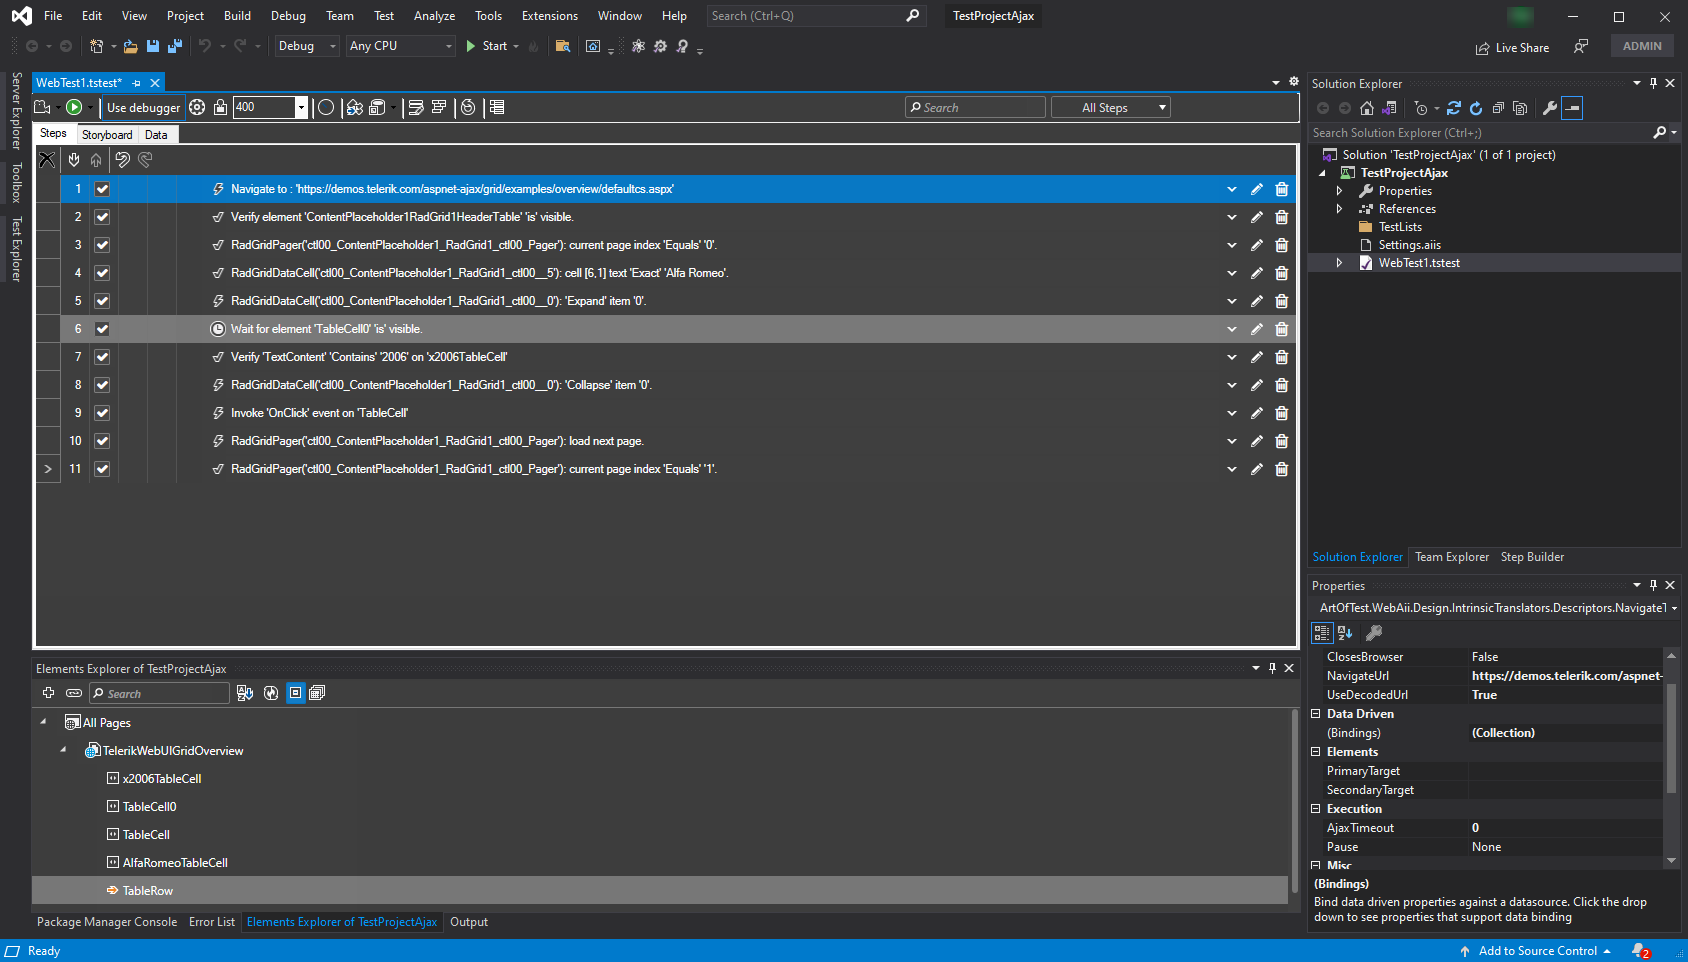 File Edit View Project Build Debug Team Test Analyze Tools Extensions Window Help Search (Ctrl+Q) TestProjectAjax
Debug Any CPU Start Live Share ADMIN
Server Explorer
Toolbox
Test Explorer
WebTest1.tstest*
Use debugger 400 Search All Steps
Steps Storyboard Data
1 Navigate to : 'https://demos.telerik.com/aspnet-ajax/grid/examples/overview/defaultcs.aspx'
2 Verify element 'ContentPlaceholder1RadGrid1HeaderTable' 'is' visible.
3 RadGridPager('ctl00_ContentPlaceholder1_RadGrid1_ctl00_Pager'): current page index 'Equals' '0'.
4 RadGridDataCell('ctl00_ContentPlaceholder1_RadGrid1_ctl00__5'): cell [6,1] text 'Exact' 'Alfa Romeo'.
5 RadGridDataCell('ctl00_ContentPlaceholder1_RadGrid1_ctl00__0'): 'Expand' item '0'.
6 Wait for element 'TableCell0' 'is' visible.
7 Verify 'TextContent' 'Contains' '2006' on 'x2006TableCell'
8 RadGridDataCell('ctl00_ContentPlaceholder1_RadGrid1_ctl00__0'): 'Collapse' item '0'.
9 Invoke 'OnClick' event on 'TableCell'
10 RadGridPager('ctl00_ContentPlaceholder1_RadGrid1_ctl00_Pager'): load next page.
11 RadGridPager('ctl00_ContentPlaceholder1_RadGrid1_ctl00_Pager'): current page index 'Equals' '1'.
Elements Explorer of TestProjectAjax
Search
All Pages
TelerikWebUIGridOverview
x2006TableCell
TableCell0
TableCell
AlfaRomeoTableCell
TableRow
Package Manager Console Error List Elements Explorer of TestProjectAjax Output
Solution Explorer
Search Solution Explorer (Ctrl+;)
Solution 'TestProjectAjax' (1 of 1 project)
TestProjectAjax
Properties
References
TestLists
Settings.aiis
WebTest1.tstest
Solution Explorer Team Explorer Step Builder
Properties
ArtOfTest.WebAii.Design.IntrinsicTranslators.Descriptors.NavigateT
ClosesBrowser False
NavigateUrl https://demos.telerik.com/aspnet-
UseDecodedUrl True
Data Driven
(Bindings) (Collection)
Elements
PrimaryTarget
SecondaryTarget
Execution
AjaxTimeout 0
Pause None
Misc
(Bindings)
Bind data driven properties against a datasource. Click the drop
down to see properties that support data binding
Ready Add to Source Control 2